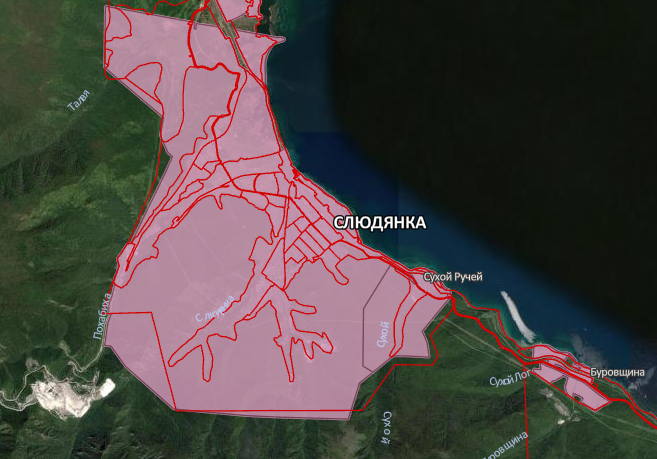 Талая
СЛЮДЯНКА
Сухой Ручей
Похабиха
Слюдянка
Сухой
Сухой Лог
Буровщина
Сухой
Буровщина